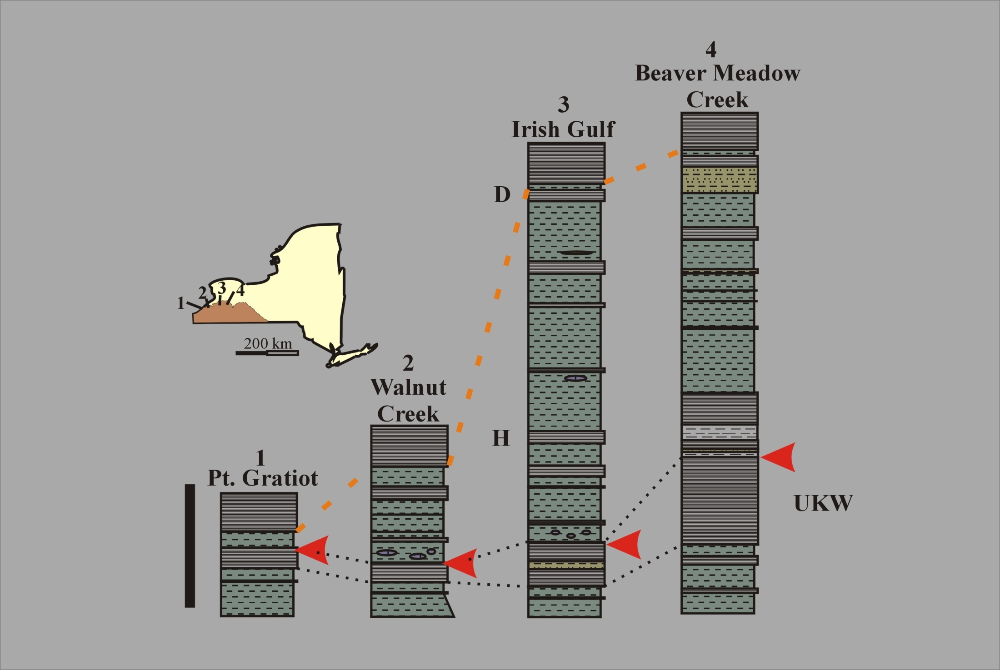 4
Beaver Meadow
Creek
3
Irish Gulf
D
1
2
3
4
200 km
2
Walnut
Creek
H
1
Pt. Gratiot
UKW